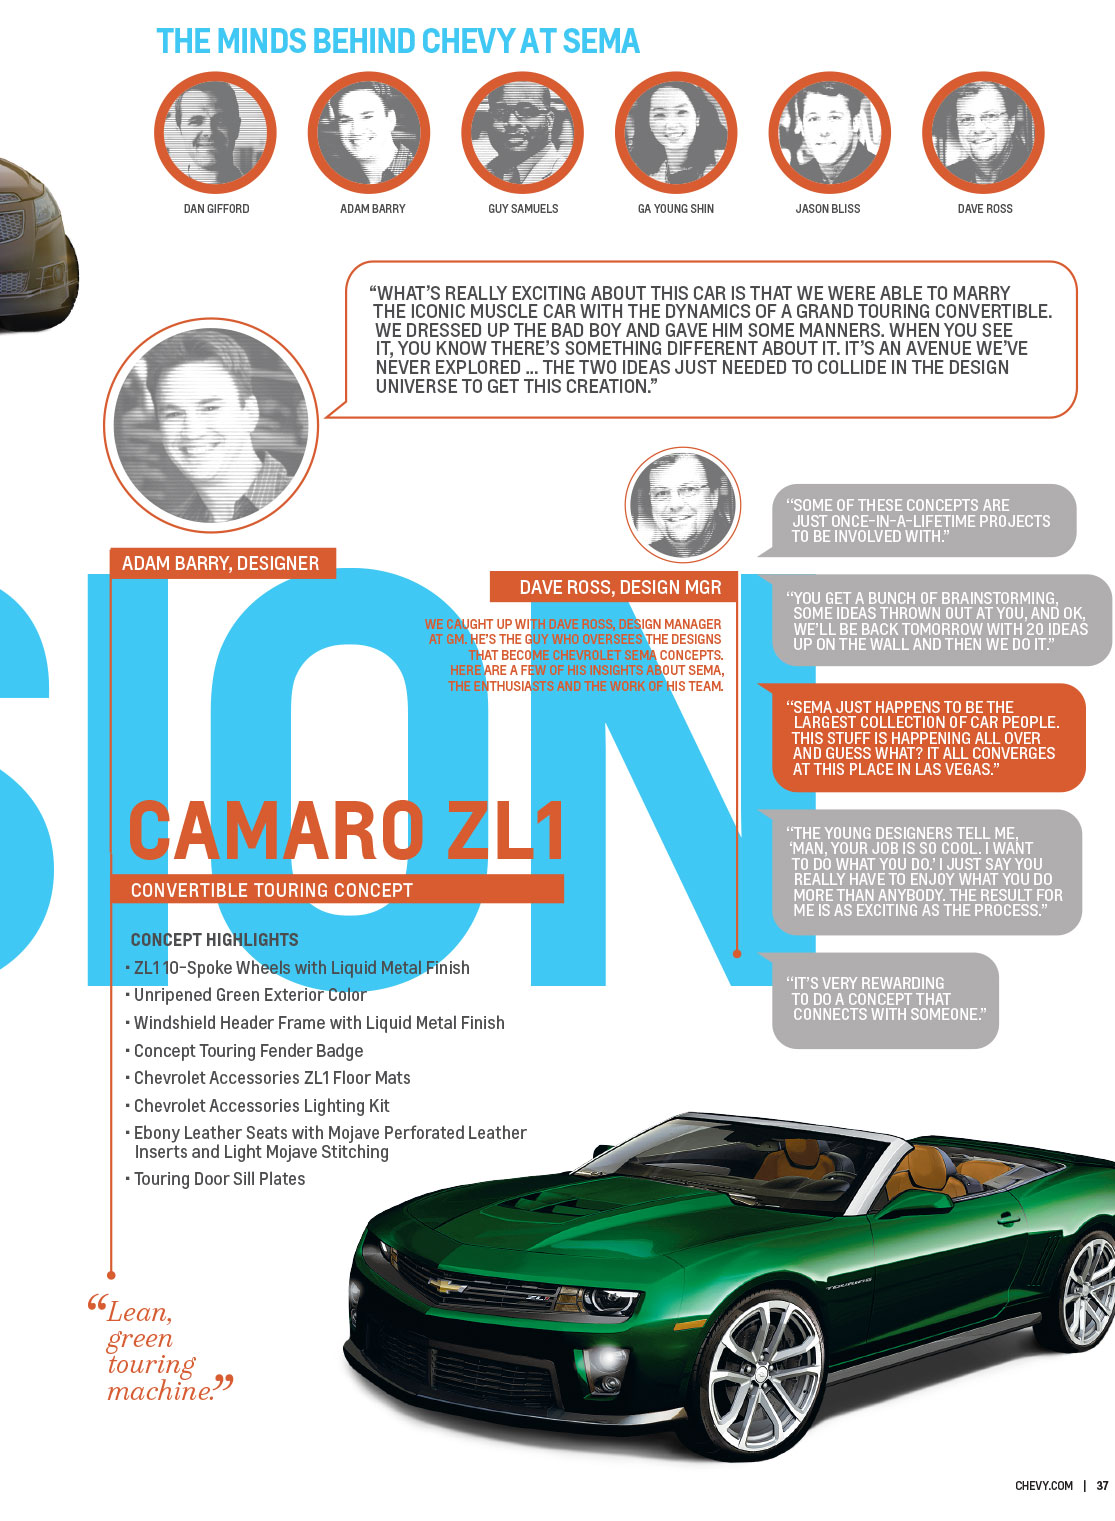 THE MINDS BEHIND CHEVY AT SEMA
DAN GIFFORD
ADAM BARRY
GUY SAMUELS
GA YOUNG SHIN
JASON BLISS
DAVE ROSS
“WHAT’S REALLY EXCITING ABOUT THIS CAR IS THAT WE WERE ABLE TO MARRY
THE ICONIC MUSCLE CAR WITH THE DYNAMICS OF A GRAND TOURING CONVERTIBLE.
WE DRESSED UP THE BAD BOY AND GAVE HIM SOME MANNERS. WHEN YOU SEE
IT, YOU KNOW THERE’S SOMETHING DIFFERENT ABOUT IT. IT’S AN AVENUE WE’VE
NEVER EXPLORED ... THE TWO IDEAS JUST NEEDED TO COLLIDE IN THE DESIGN
UNIVERSE TO GET THIS CREATION.”
ADAM BARRY, DESIGNER
DAVE ROSS, DESIGN MGR
WE CAUGHT UP WITH DAVE ROSS, DESIGN MANAGER
AT GM. HE’S THE GUY WHO OVERSEES THE DESIGNS
THAT BECOME CHEVROLET SEMA CONCEPTS.
HERE ARE A FEW OF HIS INSIGHTS ABOUT SEMA,
THE ENTHUSIASTS AND THE WORK OF HIS TEAM.
“SOME OF THESE CONCEPTS ARE
JUST ONCE-IN-A-LIFETIME PROJECTS
TO BE INVOLVED WITH.”
“YOU GET A BUNCH OF BRAINSTORMING,
SOME IDEAS THROWN OUT AT YOU, AND OK,
WE’LL BE BACK TOMORROW WITH 20 IDEAS
UP ON THE WALL AND THEN WE DO IT.”
“SEMA JUST HAPPENS TO BE THE
LARGEST COLLECTION OF CAR PEOPLE.
THIS STUFF IS HAPPENING ALL OVER
AND GUESS WHAT? IT ALL CONVERGES
AT THIS PLACE IN LAS VEGAS.”
“THE YOUNG DESIGNERS TELL ME,
‘MAN, YOUR JOB IS SO COOL. I WANT
TO DO WHAT YOU DO.’ I JUST SAY YOU
REALLY HAVE TO ENJOY WHAT YOU DO
MORE THAN ANYBODY. THE RESULT FOR
ME IS AS EXCITING AS THE PROCESS.”
“IT’S VERY REWARDING
TO DO A CONCEPT THAT
CONNECTS WITH SOMEONE.”
SION
CAMARO ZL1
CONVERTIBLE TOURING CONCEPT
CONCEPT HIGHLIGHTS
· ZL1 10-Spoke Wheels with Liquid Metal Finish
· Unripened Green Exterior Color
· Windshield Header Frame with Liquid Metal Finish
· Concept Touring Fender Badge
· Chevrolet Accessories ZL1 Floor Mats
· Chevrolet Accessories Lighting Kit
· Ebony Leather Seats with Mojave Perforated Leather
Inserts and Light Mojave Stitching
· Touring Door Sill Plates
“Lean,
green
touring
machine.”
ZL1
TOURING
CHEVY.COM | 37